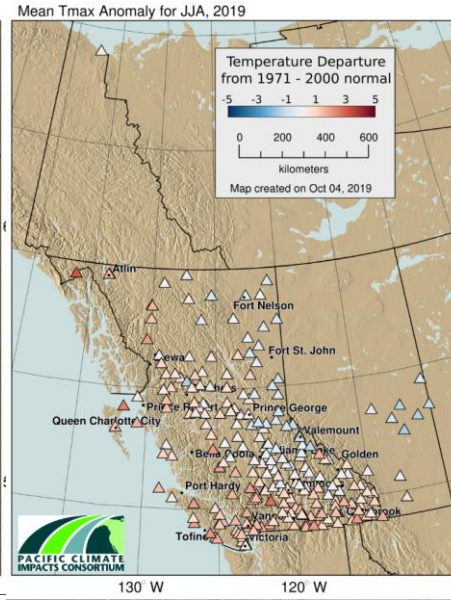 Mean Tmax Anomaly for JJA, 2019
Temperature Departure
from 1971 - 2000 normal
-5 -3 -1 1 3 5
0 200 400 600
kilometers
Map created on Oct 04, 2019
Atlin
Fort Nelson
Fort St. John
Prince George
Queen Charlotte City
Valemount
Bella Coola
Golden
Port Hardy
Tofino
Victoria
PACIFIC CLIMATE
IMPACTS CONSORTIUM
130° W 120° W